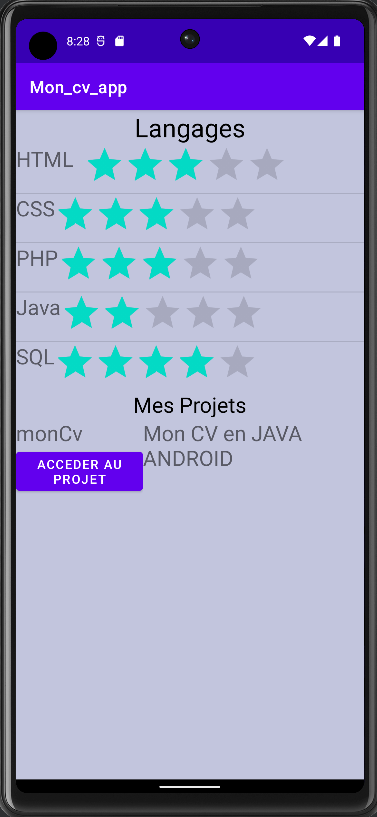 8:28
Mon_cv_app
Langages
HTML
CSS
PHP
Java
SQL
Mes Projets
monCv
Mon CV en JAVA
ANDROID
ACCEDER AU
PROJET